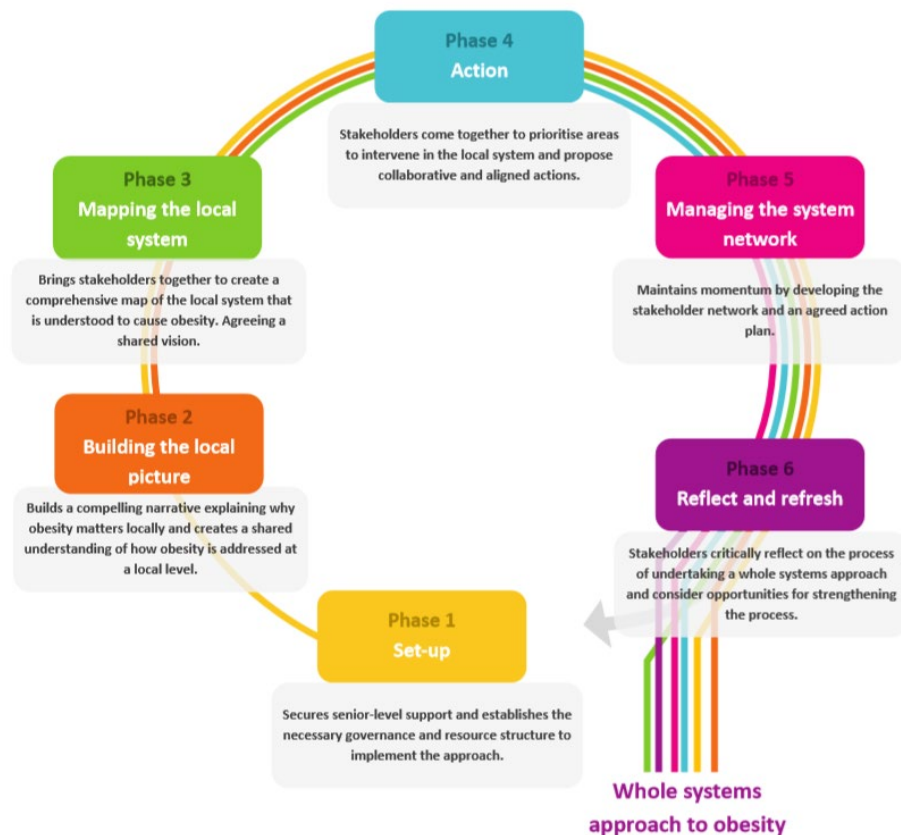 Phase 1
Set-up
Secures senior-level support and establishes the
necessary governance and resource structure to
implement the approach.
Phase 2
Building the local
picture
Builds a compelling narrative explaining why
obesity matters locally and creates a shared
understanding of how obesity is addressed at
a local level.
Phase 3
Mapping the local
system
Brings stakeholders together to create a
comprehensive map of the local system that
is understood to cause obesity. Agreeing a
shared vision.
Phase 4
Action
Stakeholders come together to prioritise areas
to intervene in the local system and propose
collaborative and aligned actions.
Phase 5
Managing the system
network
Maintains momentum by developing the
stakeholder network and an agreed action
plan.
Phase 6
Reflect and refresh
Stakeholders critically reflect on the process
of undertaking a whole systems approach
and consider opportunities for strengthening
the process.
Whole systems
approach to obesity